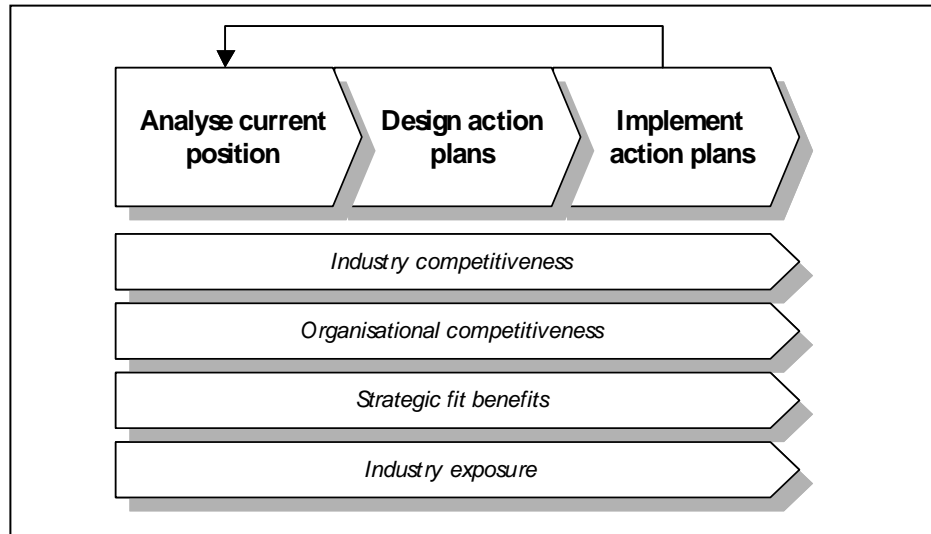 Analyse current
position
Design action
plans
Implement
action plans
Industry competitiveness
Organisational competitiveness
Strategic fit benefits
Industry exposure